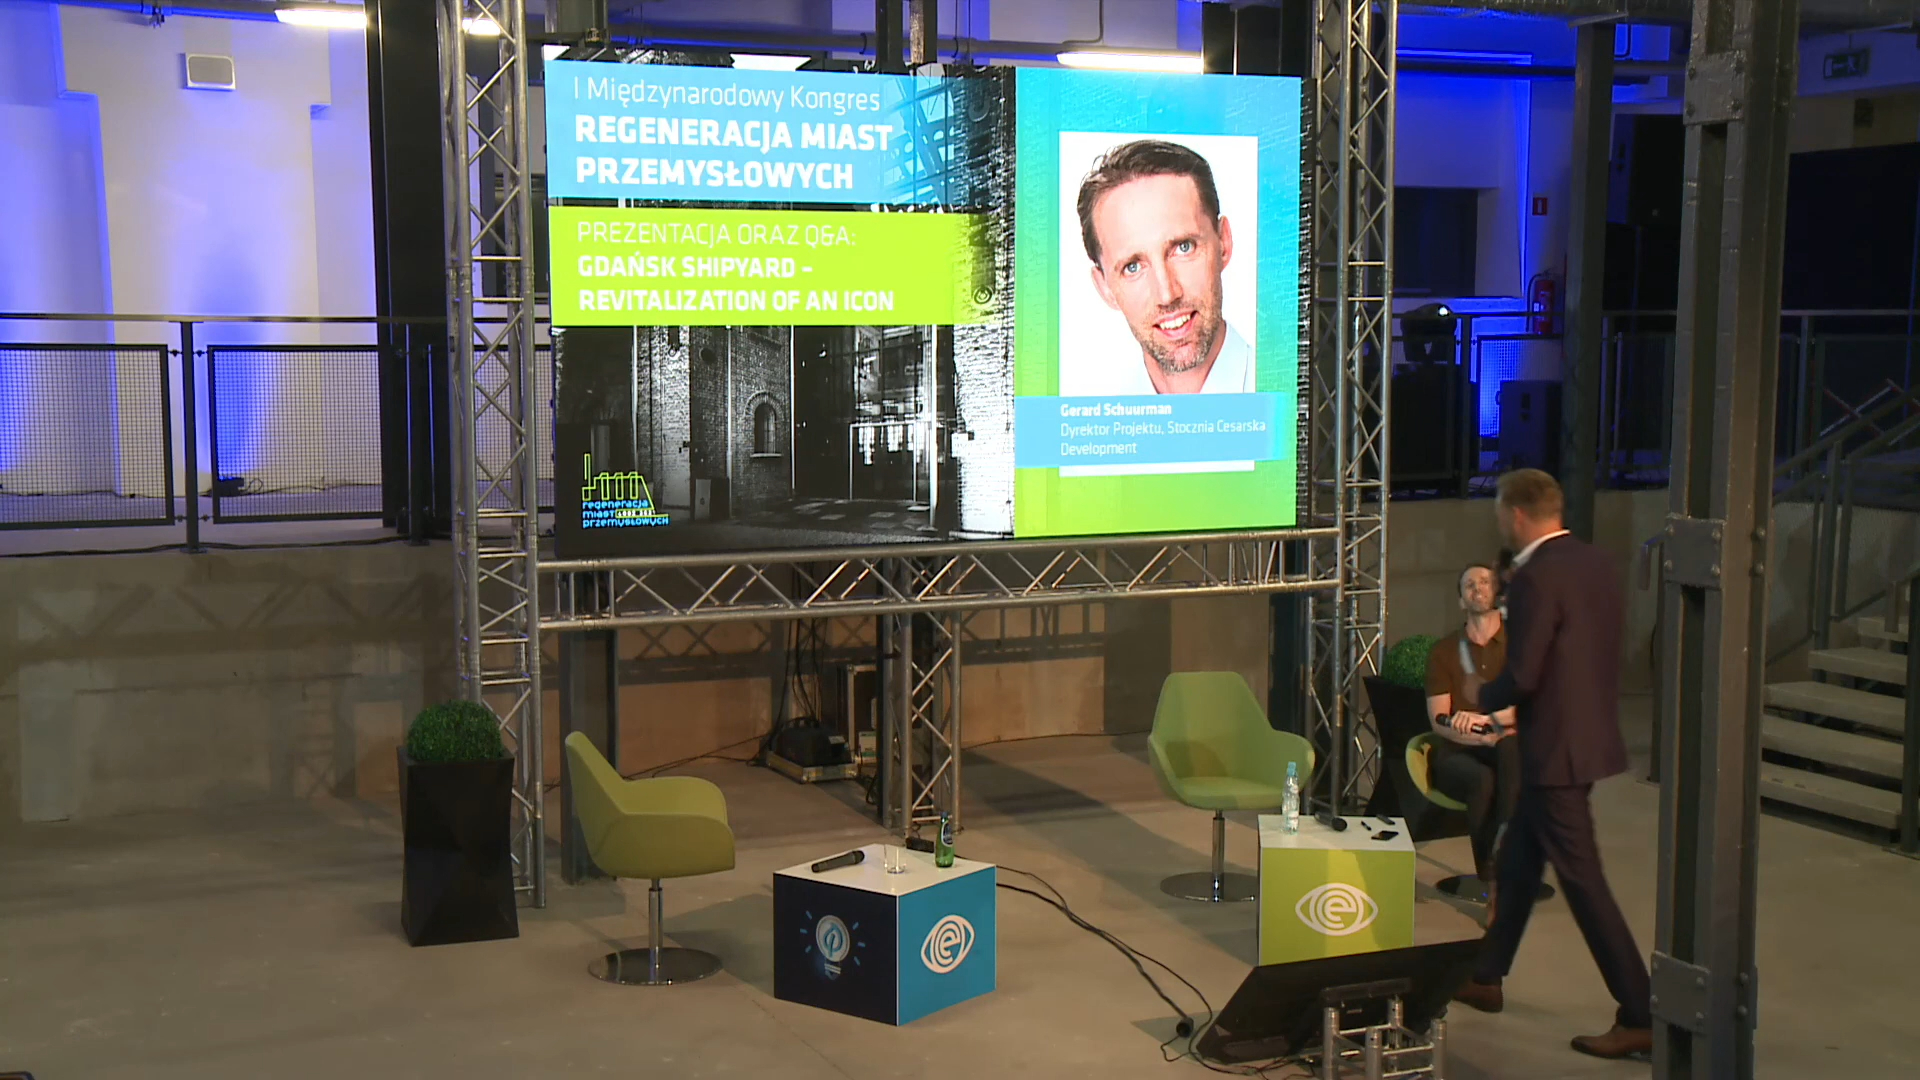 I Międzynarodowy Kongres
REGENERACJA MIAST
PRZEMYSŁOWYCH
PREZENTACJA ORAZ Q&A:
GDAŃSK SHIPYARD -
REVITALIZATION OF AN ICON
Gerard Schuurman
Dyrektor Projektu, Stocznia Cesarska
Development
regeneracja
miast
przemysłowych